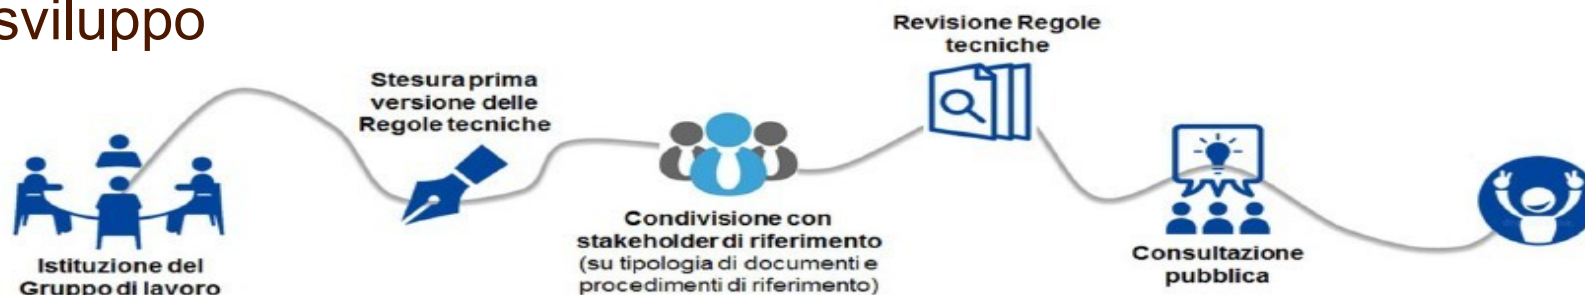 sviluppo
Istituzione del
Gruppo di lavoro
Stesura prima
versione delle
Regole tecniche
Condivisione con
stakeholder di riferimento
(su tipologia di documenti e
procedimenti di riferimento)
Revisione Regole
tecniche
Consultazione
pubblica